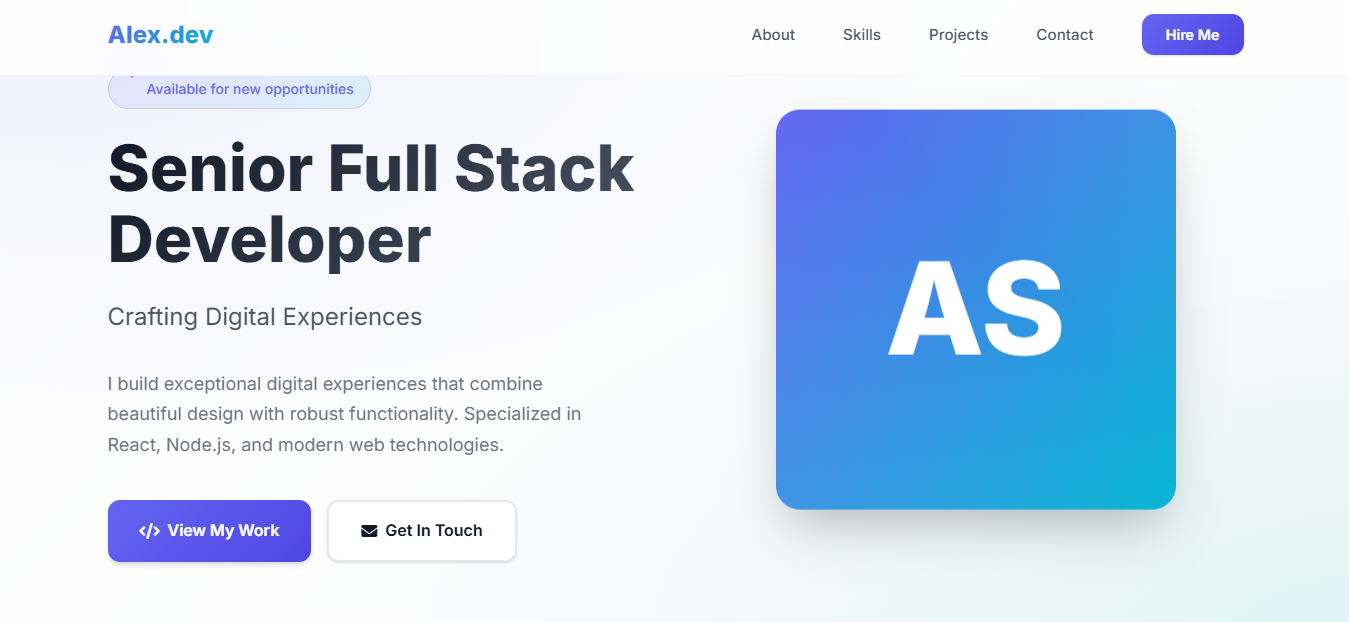 Alex.dev
About
Skills
Projects
Contact
Hire Me
Available for new opportunities
Senior Full Stack
Developer
Crafting Digital Experiences
I build exceptional digital experiences that combine
beautiful design with robust functionality. Specialized in
React, Node.js, and modern web technologies.
</> View My Work
Get In Touch
AS